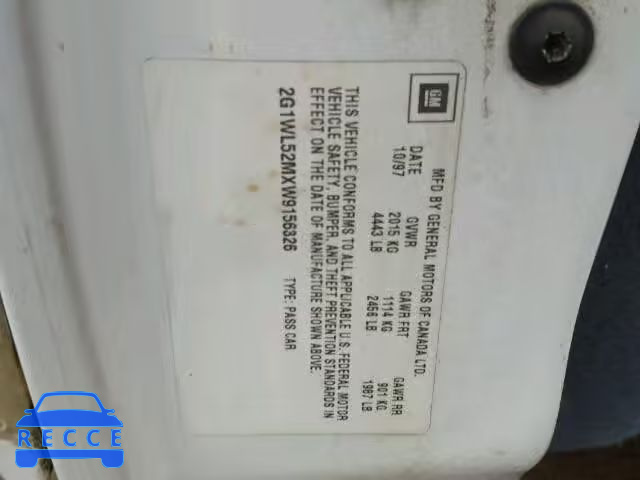 GM
MFD BY GENERAL MOTORS OF CANADA LTD.
DATE GVWR GAWR FRT GAWR RR
10/97 2015 KG 1114 KG 901 KG
4443 LB 2456 LB 1987 LB
THIS VEHICLE CONFORMS TO ALL APPLICABLE U.S. FEDERAL MOTOR
VEHICLE SAFETY, BUMPER, AND THEFT PREVENTION STANDARDS IN
EFFECT ON THE DATE OF MANUFACTURE SHOWN ABOVE.
2G1WL52MXW9156326 TYPE: PASS CAR
RECCE